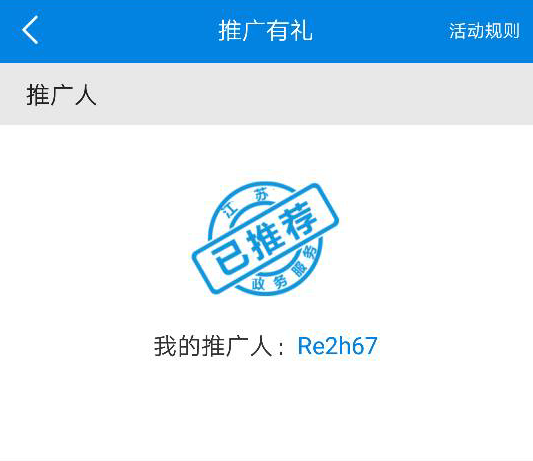 推广有礼 活动规则
推广人
江苏
已推荐
政务服务
我的推广人：Re2h67